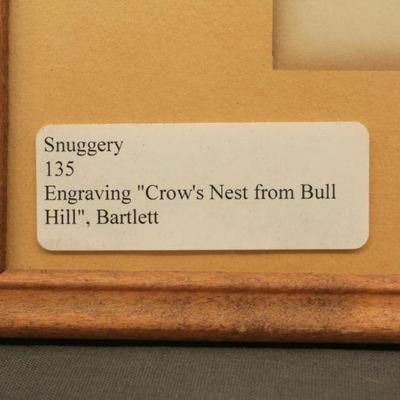 Snuggery
135
Engraving "Crow's Nest from Bull
Hill", Bartlett